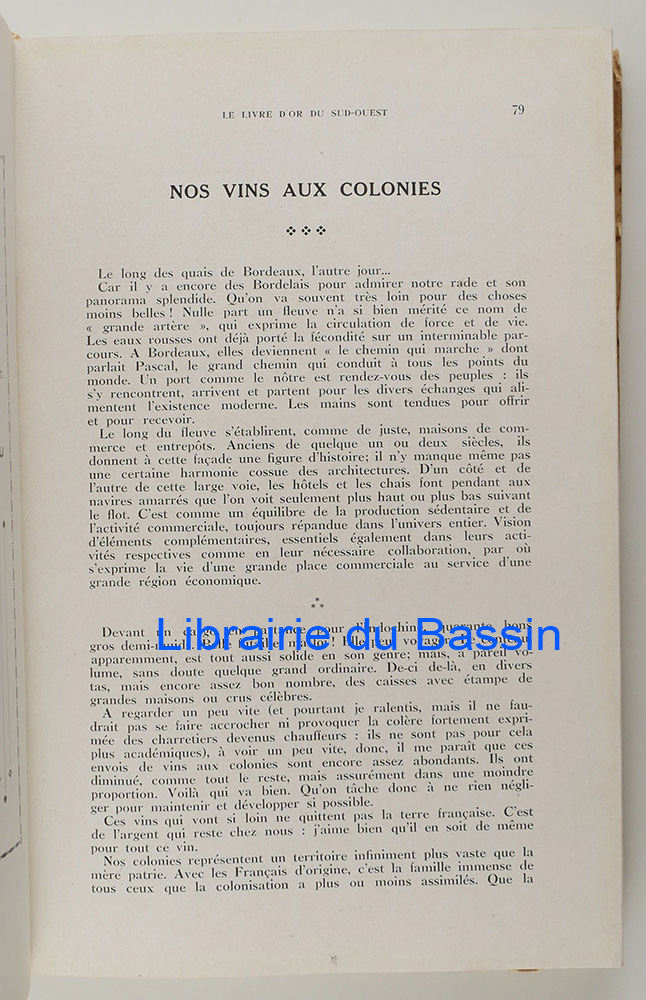 LE LIVRE D'OR DU SUD-OUEST 79
NOS VINS AUX COLONIES
Le long des quais de Bordeaux, l'autre jour...
Car il y a encore des Bordelais pour admirer notre rade et son
panorama splendide. Qu'on va souvent très loin pour des choses
moins belles ! Nulle part un fleuve n'a si bien mérité ce nom de
« grande artère », qui exprime la circulation de force et de vie.
Les eaux rousses ont déjà porté la fécondité sur un interminable par-
cours. A Bordeaux, elles deviennent « le chemin qui marche » dont
parlait Pascal, le grand chemin qui conduit à tous les points du
monde. Un port comme le nôtre est rendez-vous des peuples : ils
s'y rencontrent, arrivent et partent pour les divers échanges qui ali-
mentent l'existence moderne. Les mains sont tendues pour offrir
et pour recevoir.
Le long du fleuve s'établirent, comme de juste, maisons de com-
merce et entrepôts. Anciens de quelque un ou deux siècles, ils
donnent à cette façade une figure d'histoire; il n'y manque même pas
une certaine harmonie cossue des architectures. D'un côté et de
l'autre de cette large voie, les hôtels et les chais font pendant aux
navires amarrés que l'on voit seulement plus haut ou plus bas suivant
le flot. C'est comme un équilibre de la production sédentaire et de
l'activité commerciale, toujours répandue dans l'univers entier. Vision
d'éléments complémentaires, essentiels également dans leurs acti-
vités respectives comme en leur nécessaire collaboration, par où
s'exprime la vie d'une grande place commerciale au service d'une
grande région économique.
Devant un cargo en partance pour l'Indochine, quarante bons
gros demi-muids. Belle futaille, ma foi ! Elle peut voyager. Le contenu
Librairie du Bassin
apparemment, est tout aussi solide en son genre; mais, à pareil vo-
lume, sans doute quelque grand ordinaire. De-ci de-là, en divers
tas, mais encore assez bon nombre, des caisses avec étampe de
grandes maisons ou crus célèbres.
A regarder un peu vite (et pourtant je ralentis, mais il ne fau-
drait pas se faire accrocher ni provoquer la colère fortement expri-
mée des charretiers devenus chauffeurs : ils ne sont pas pour cela
plus académiques), à voir un peu vite, donc, il me paraît que ces
envois de vins aux colonies sont encore assez abondants. Ils ont
diminué, comme tout le reste, mais assurément dans une moindre
proportion. Voilà qui va bien. Qu'on tâche donc à ne rien négli-
ger pour maintenir et développer si possible.
Ces vins qui vont si loin ne quittent pas la terre française. C'est
de l'argent qui reste chez nous : j'aime bien qu'il en soit de même
pour tout ce vin.
Nos colonies représentent un territoire infiniment plus vaste que la
mère patrie. Avec les Français d'origine, c'est la famille immense de
tous ceux que la colonisation a plus ou moins assimilés. Que la